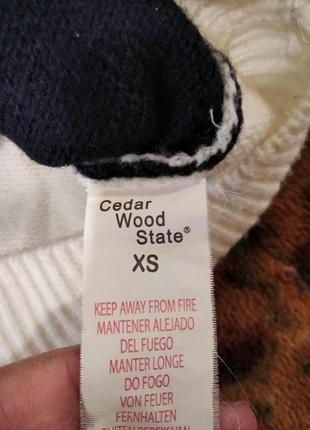 Cedar
Wood
State®
XS
KEEP AWAY FROM FIRE
MANTENER ALEJADO
DEL FUEGO
MANTER LONGE
DO FOGO
VON FEUER
FERNHALTEN